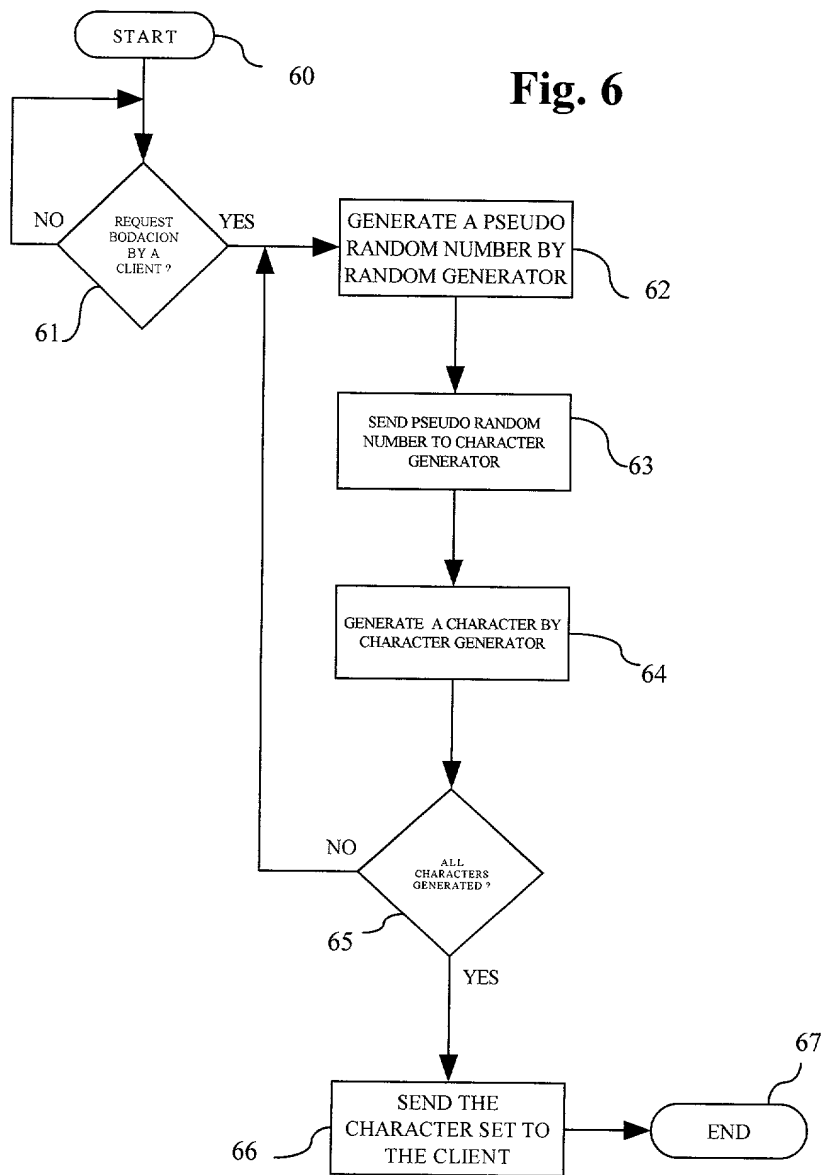 START
60
Fig. 6
NO
REQUEST
BODACION
BY A
CLIENT ?
YES
61
GENERATE A PSEUDO
RANDOM NUMBER BY
RANDOM GENERATOR
62
SEND PSEUDO RANDOM
NUMBER TO CHARACTER
GENERATOR
63
GENERATE A CHARACTER BY
CHARACTER GENERATOR
64
NO
ALL
CHARACTERS
GENERATED ?
65
YES
SEND THE
CHARACTER SET TO
THE CLIENT
66
END
67